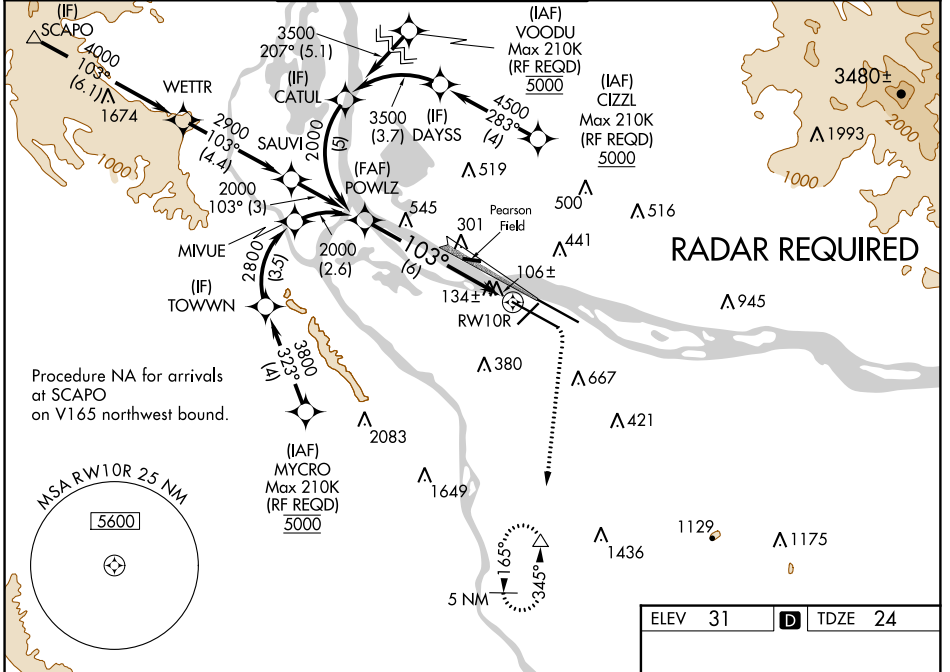 (IF)
SCAPO
4000
103°
(6.1)
1674
WETTR
1000
2900
103°
(4.4)
SAUVI
2000
103° (3)
3500
207° (5.1)
(IF)
CATUL
2000
(5)
(IAF)
VOODU
Max 210K
(RF REQD)
5000
3500
(3.7)
(IF)
DAYSS
4500
283°
(4)
(IAF)
CIZZL
Max 210K
(RF REQD)
5000
3480±
2000
1993
1000
(FAF)
POWLZ
519
500
516
545
301
Pearson
Field
441
RADAR REQUIRED
MIVUE
2000
(2.6)
103°
(6)
106±
134±
RW10R
945
2800
(3.5)
(IF)
TOWWN
3800
323°
(4)
380
667
421
Procedure NA for arrivals
at SCAPO
on V165 northwest bound.
(IAF)
MYCRO
Max 210K
(RF REQD)
5000
2083
1649
MSA RW10R 25 NM
5600
165°
345°
5 NM
1436
1129
1175
ELEV 31 D TDZE 24